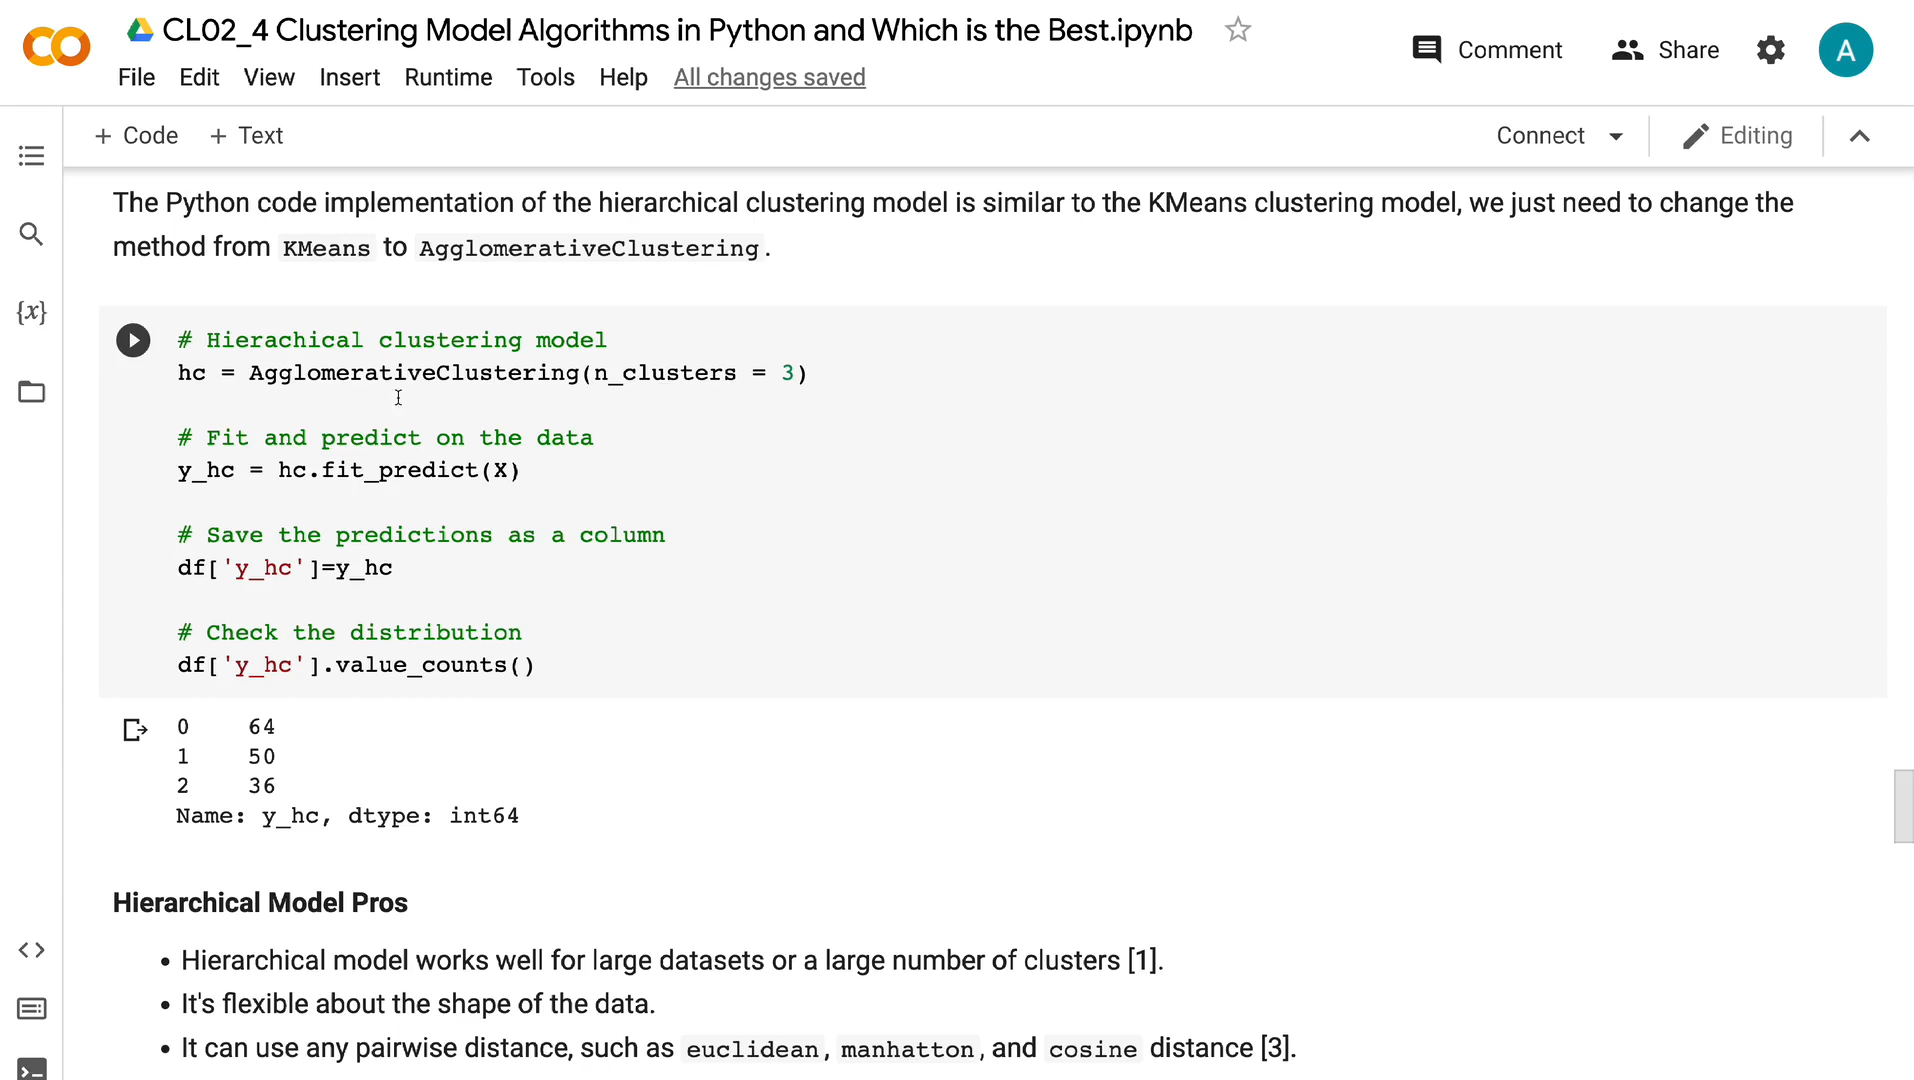 CL02_4 Clustering Model Algorithms in Python and Which is the Best.ipynb
Comment
Share
A
File Edit View Insert Runtime Tools Help All changes saved
+ Code + Text
Connect
Editing
The Python code implementation of the hierarchical clustering model is similar to the KMeans clustering model, we just need to change the
method from KMeans to AgglomerativeClustering.
{x}
# Hierachical clustering model
hc = AgglomerativeClustering(n_clusters = 3)
# Fit and predict on the data
y_hc = hc.fit_predict(X)
# Save the predictions as a column
df['y_hc']=y_hc
# Check the distribution
df['y_hc'].value_counts()
0 64
1 50
2 36
Name: y_hc, dtype: int64
Hierarchical Model Pros
• Hierarchical model works well for large datasets or a large number of clusters [1].
• It's flexible about the shape of the data.
• It can use any pairwise distance, such as euclidean, manhatton, and cosine distance [3].